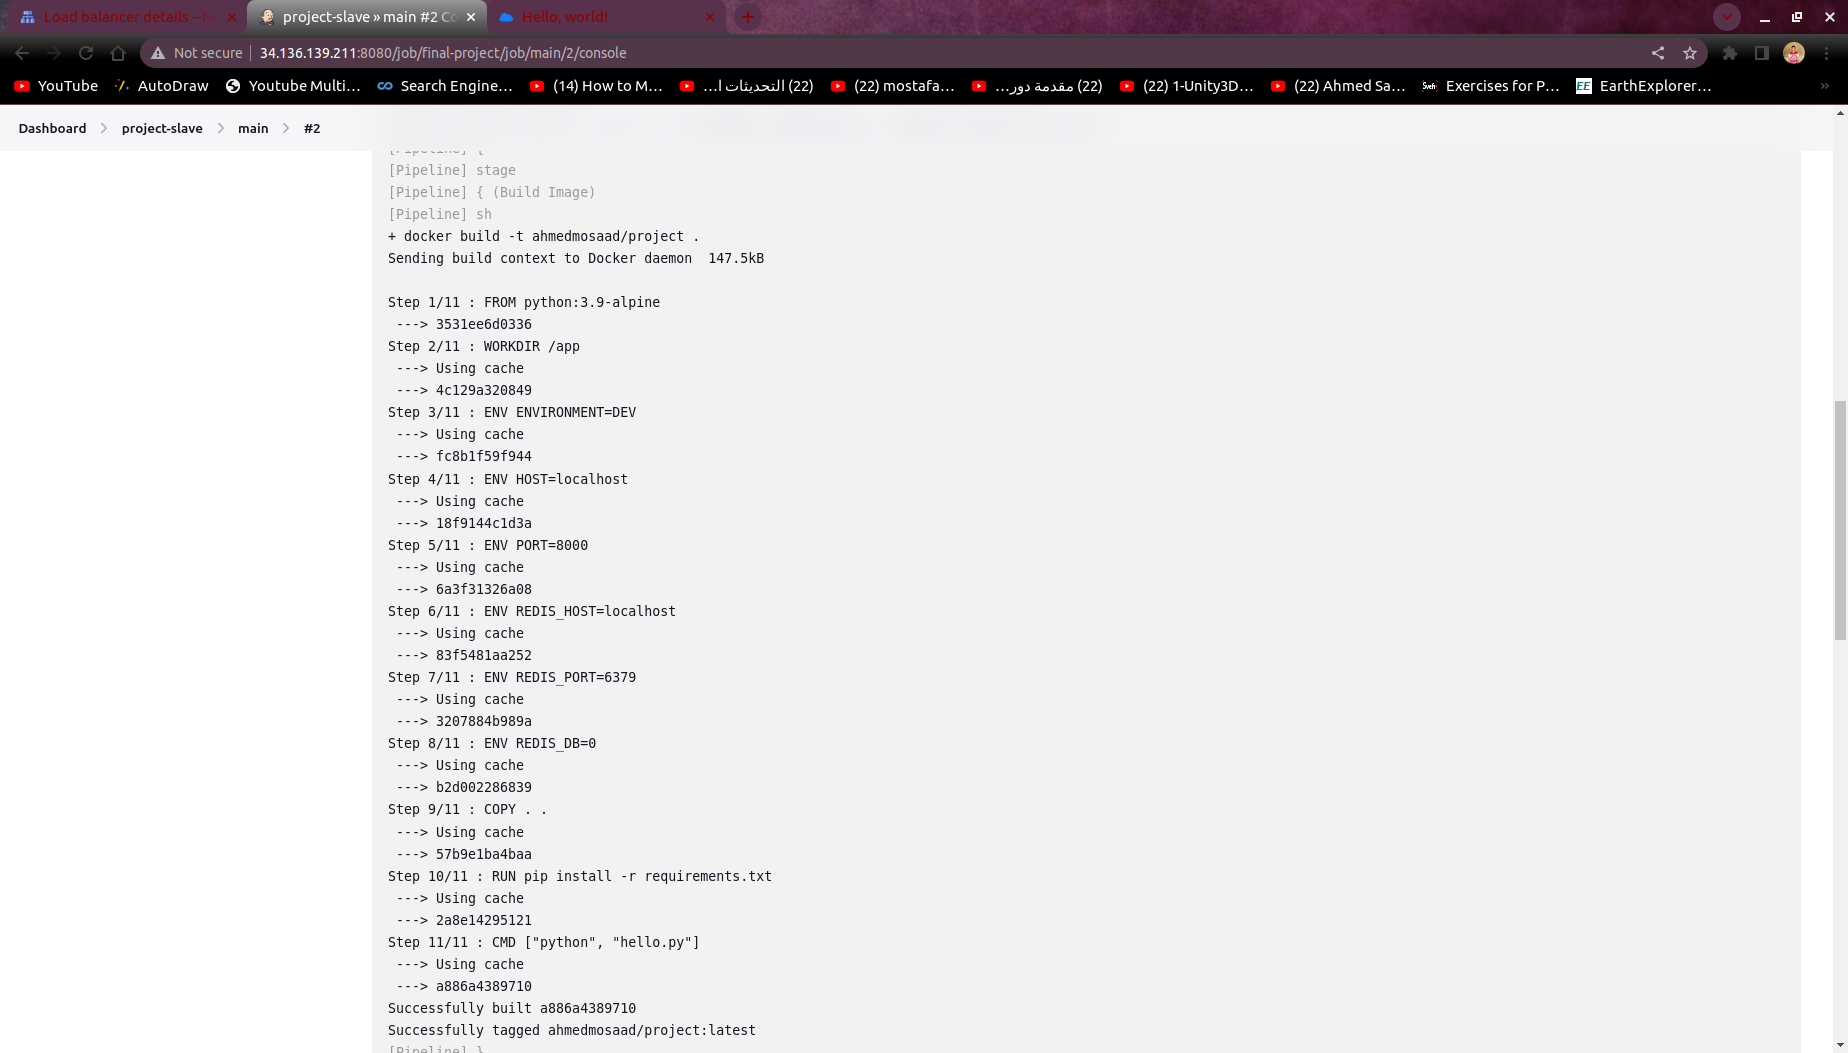 Load balancer details – N
project-slave » main #2 Co
Hello, world!
Not secure
34.136.139.211:8080/job/final-project/job/main/2/console
YouTube
AutoDraw
Youtube Multi...
Search Engine...
(14) How to M...
(22) التحديثات ا...
(22) mostafa...
(22) مقدمة دور...
(22) 1-Unity3D...
(22) Ahmed Sa...
Exercises for P...
EarthExplorer...
Dashboard
project-slave
main
#2
[Pipeline] {
[Pipeline] stage
[Pipeline] { (Build Image)
[Pipeline] sh
+ docker build -t ahmedmosaad/project .
Sending build context to Docker daemon  147.5kB
Step 1/11 : FROM python:3.9-alpine
---> 3531ee6d0336
Step 2/11 : WORKDIR /app
---> Using cache
---> 4c129a320849
Step 3/11 : ENV ENVIRONMENT=DEV
---> Using cache
---> fc8b1f59f944
Step 4/11 : ENV HOST=localhost
---> Using cache
---> 18f9144c1d3a
Step 5/11 : ENV PORT=8000
---> Using cache
---> 6a3f31326a08
Step 6/11 : ENV REDIS_HOST=localhost
---> Using cache
---> 83f5481aa252
Step 7/11 : ENV REDIS_PORT=6379
---> Using cache
---> 3207884b989a
Step 8/11 : ENV REDIS_DB=0
---> Using cache
---> b2d002286839
Step 9/11 : COPY . .
---> Using cache
---> 57b9e1ba4baa
Step 10/11 : RUN pip install -r requirements.txt
---> Using cache
---> 2a8e14295121
Step 11/11 : CMD ["python", "hello.py"]
---> Using cache
---> a886a4389710
Successfully built a886a4389710
Successfully tagged ahmedmosaad/project:latest
[Pipeline] }